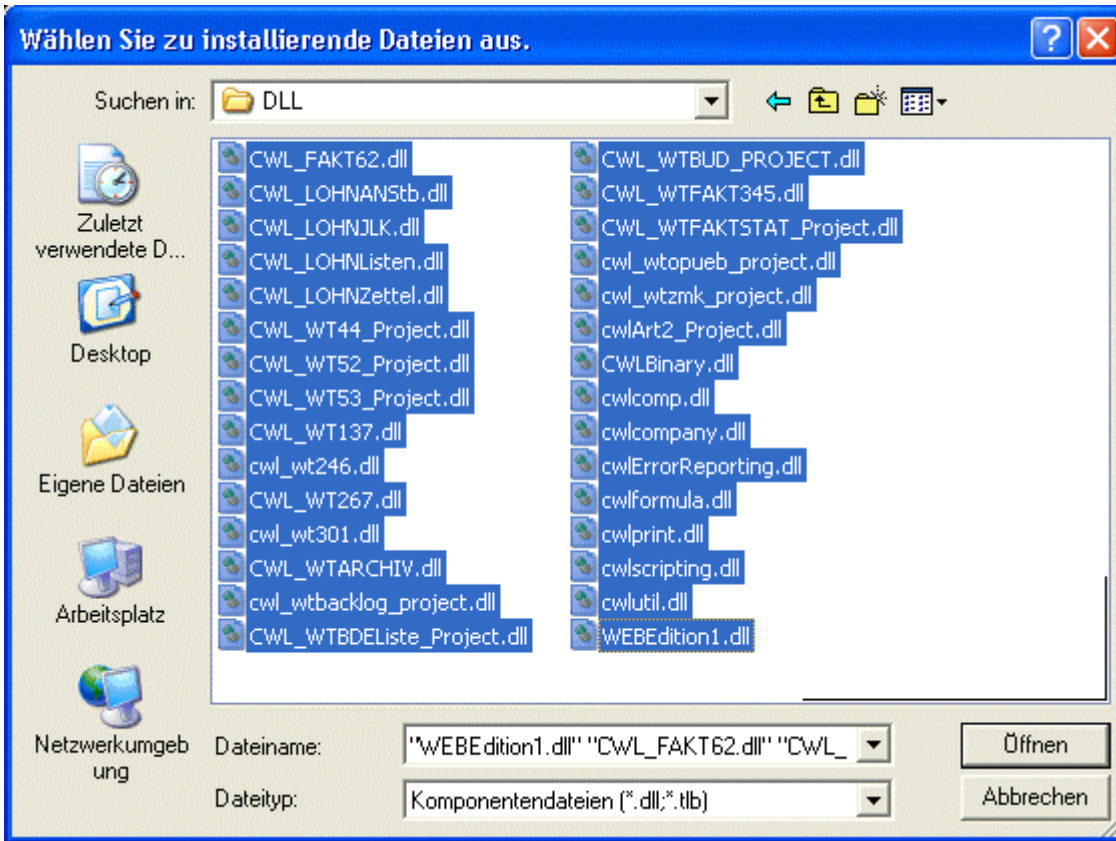 Wählen Sie zu installierende Dateien aus.
Suchen in:
DLL
Zuletzt
verwendete D...
Desktop
Eigene Dateien
Arbeitsplatz
Netzwerkumgeb
ung
CWL_FAKT62.dll
CWL_LOHNANStb.dll
CWL_LOHNJLK.dll
CWL_LOHNListen.dll
CWL_LOHNZettel.dll
CWL_WT44_Project.dll
CWL_WT52_Project.dll
CWL_WT53_Project.dll
CWL_WT137.dll
cwl_wt246.dll
CWL_WT267.dll
cwl_wt301.dll
CWL_WTARCHIV.dll
cwl_wtbacklog_project.dll
CWL_WTBDEListe_Project.dll
CWL_WTBUD_PROJECT.dll
CWL_WTFAKT345.dll
CWL_WTFAKTSTAT_Project.dll
cwl_wtopueb_project.dll
cwl_wtzmk_project.dll
cwlArt2_Project.dll
CWLBinary.dll
cwlcomp.dll
cwlcompany.dll
cwlErrorReporting.dll
cwlformula.dll
cwlprint.dll
cwlscripting.dll
cwlutil.dll
WEBEdition1.dll
Dateiname:
"WEBEdition1.dll" "CWL_FAKT62.dll" "CWL_
Öffnen
Dateityp:
Komponentendateien (*.dll;*.tlb)
Abbrechen